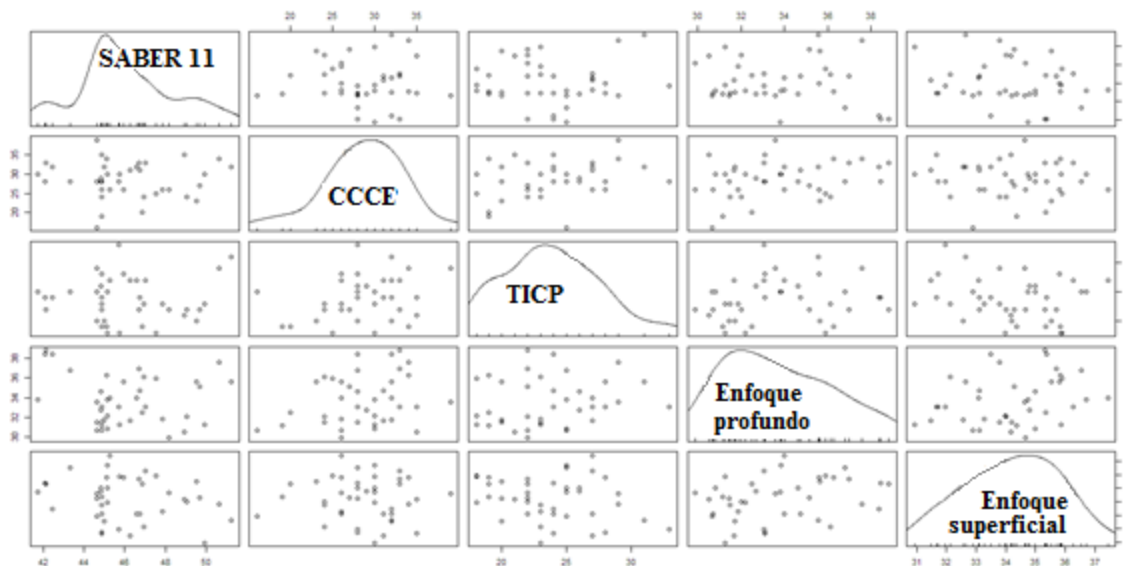 20 25 30 35
30 32 34 36 38
SABER 11
20 25 30 35
CCCE
TICP
30 32 34 36 38
Enfoque
profundo
Enfoque
superficial
42 44 46 48 50
20 25 30
31 32 33 34 35 36 37